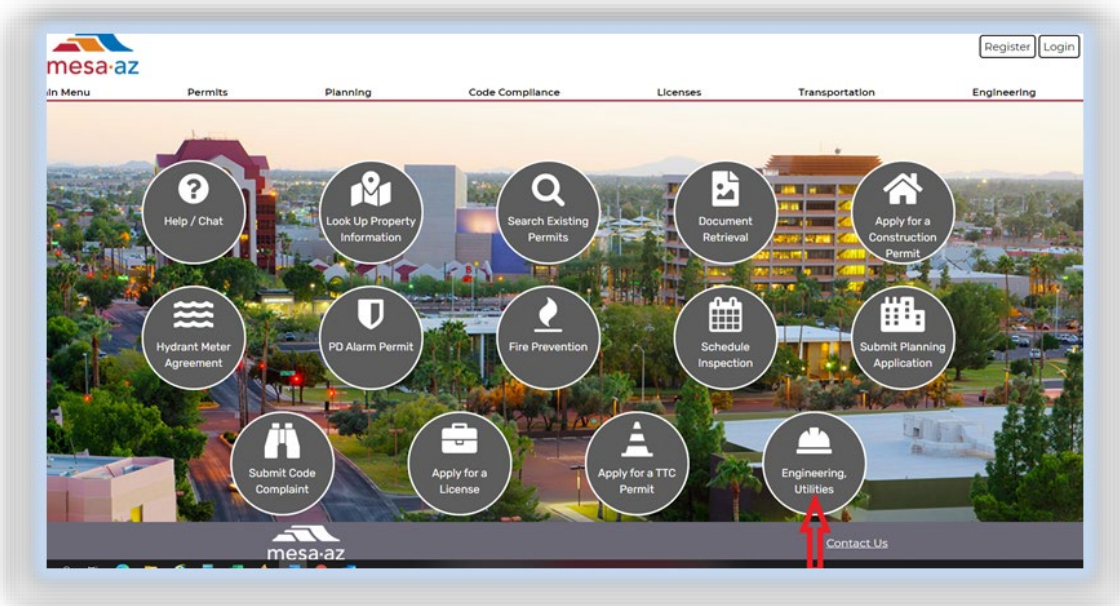 Register Login
mesa·az
in Menu Permits Planning Code Compliance Licenses Transportation Engineering
Help / Chat
Look Up Property
Information
Search Existing
Permits
Document
Retrieval
Apply for a
Construction
Permit
Hydrant Meter
Agreement
PD Alarm Permit
Fire Prevention
Schedule
Inspection
Submit Planning
Application
Submit Code
Complaint
Apply for a
License
Apply for a TTC
Permit
Engineering,
Utilities
mesa·az
Contact Us